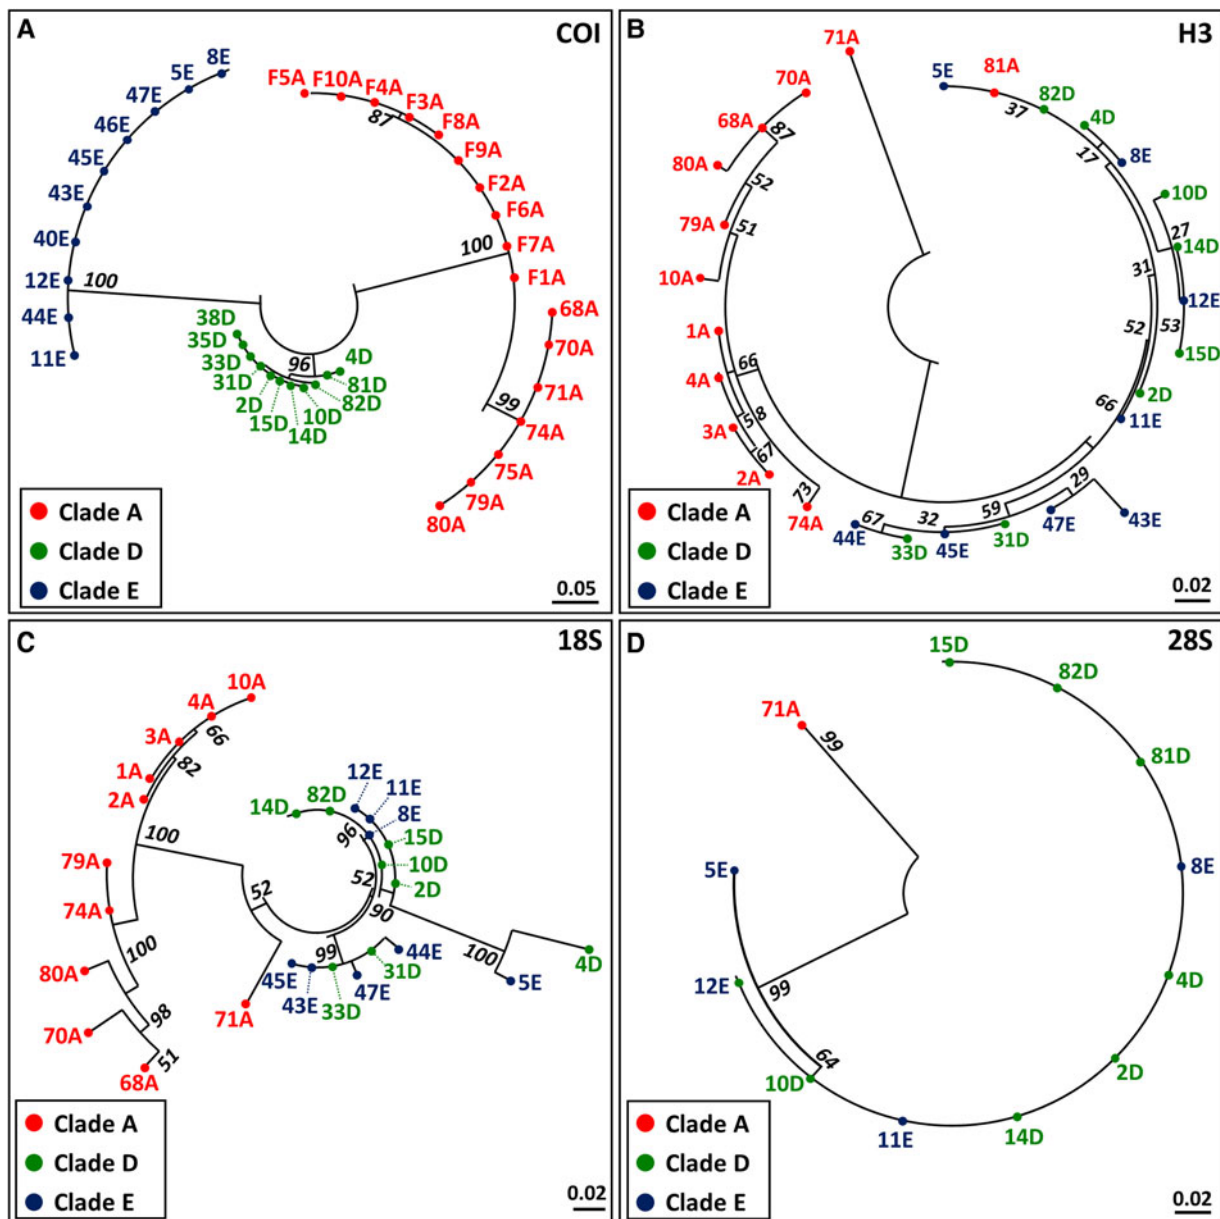 A
COI
8E
5E
47E
46E
45E
43E
40E
12E
44E
11E
100
F5A
F10A
F4A
F3A
F8A
F9A
F2A
F6A
F7A
F1A
87
100
68A
70A
71A
74A
75A
79A
80A
99
38D
35D
33D
31D
2D
15D
14D
10D
82D
81D
4D
96
Clade A
Clade D
Clade E
0.05
B
H3
71A
70A
68A
87
80A
52
79A
51
10A
1A
66
4A
58
3A
67
2A
73
74A
5E
81A
37
82D
4D
17
8E
10D
27
14D
31
12E
52
53
15D
2D
66
11E
29
43E
47E
59
31D
32
45E
33D
67
44E
Clade A
Clade D
Clade E
0.02
C
18S
10A
4A
66
3A
82
1A
2A
100
79A
74A
100
80A
98
70A
51
68A
71A
52
14D
82D
12E
11E
8E
96
15D
10D
52
2D
90
100
4D
5E
99
44E
31D
47E
33D
43E
45E
Clade A
Clade D
Clade E
0.02
D
28S
15D
82D
71A
99
81D
8E
5E
4D
12E
99
64
10D
2D
11E
14D
Clade A
Clade D
Clade E
0.02